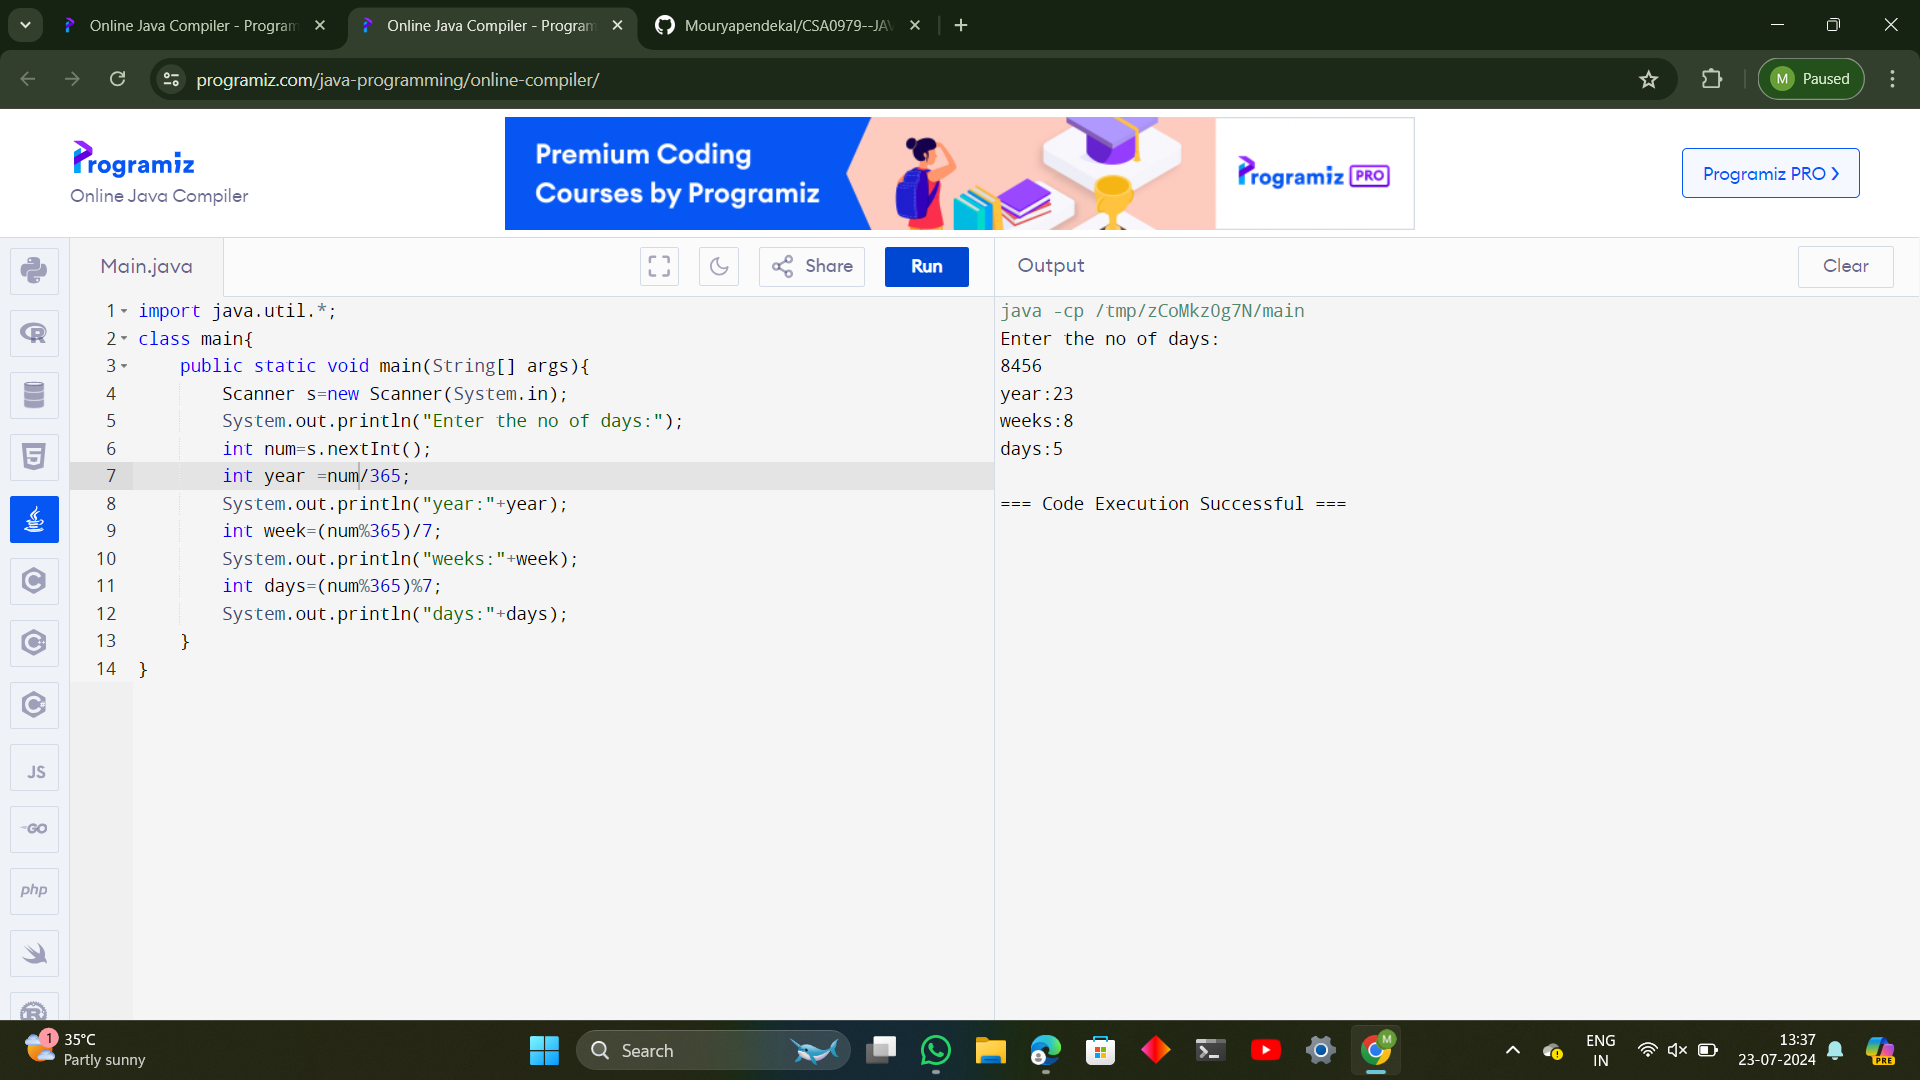 Online Java Compiler - Program
Online Java Compiler - Program
Mouryapendekal/CSA0979--JAV
programiz.com/java-programming/online-compiler/
M Paused
Programiz
Online Java Compiler
Premium Coding
Courses by Programiz
Programiz PRO
Programiz PRO
Main.java
Share
Run
Output
Clear
1 import java.util.*;
2 class main{
3     public static void main(String[] args){
4         Scanner s=new Scanner(System.in);
5         System.out.println("Enter the no of days:");
6         int num=s.nextInt();
7         int year =num/365;
8         System.out.println("year:"+year);
9         int week=(num%365)/7;
10         System.out.println("weeks:"+week);
11         int days=(num%365)%7;
12         System.out.println("days:"+days);
13     }
14 }
java -cp /tmp/zCoMkz0g7N/main
Enter the no of days:
8456
year:23
weeks:8
days:5
=== Code Execution Successful ===
R
5
C
C
C
JS
GO
php
R
1
35°C
Partly sunny
Search
M
ENG
IN
13:37
23-07-2024
PRE